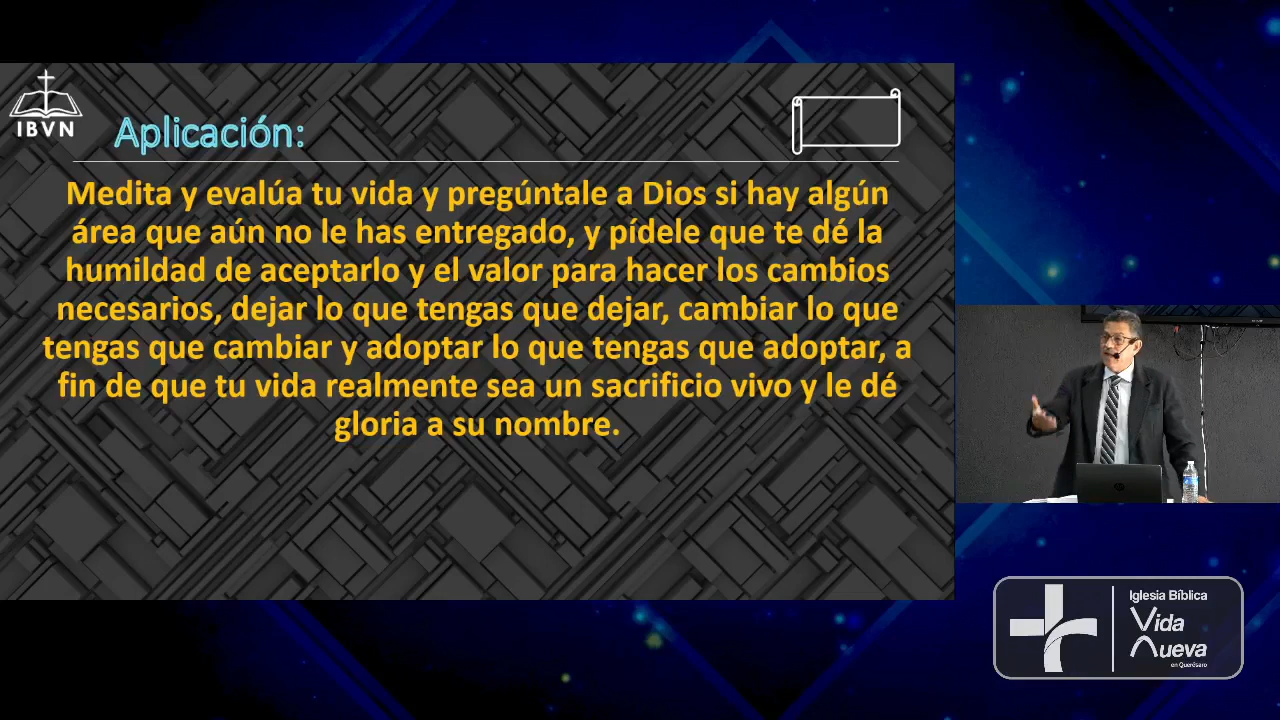 IBVN
Aplicación:
Medita y evalúa tu vida y pregúntale a Dios si hay algún
área que aún no le has entregado, y pídele que te dé la
humildad de aceptarlo y el valor para hacer los cambios
necesarios, dejar lo que tengas que dejar, cambiar lo que
tengas que cambiar y adoptar lo que tengas que adoptar, a
fin de que tu vida realmente sea un sacrificio vivo y le dé
gloria a su nombre.
Iglesia Bíblica
Vida
Nueva
en Querétaro